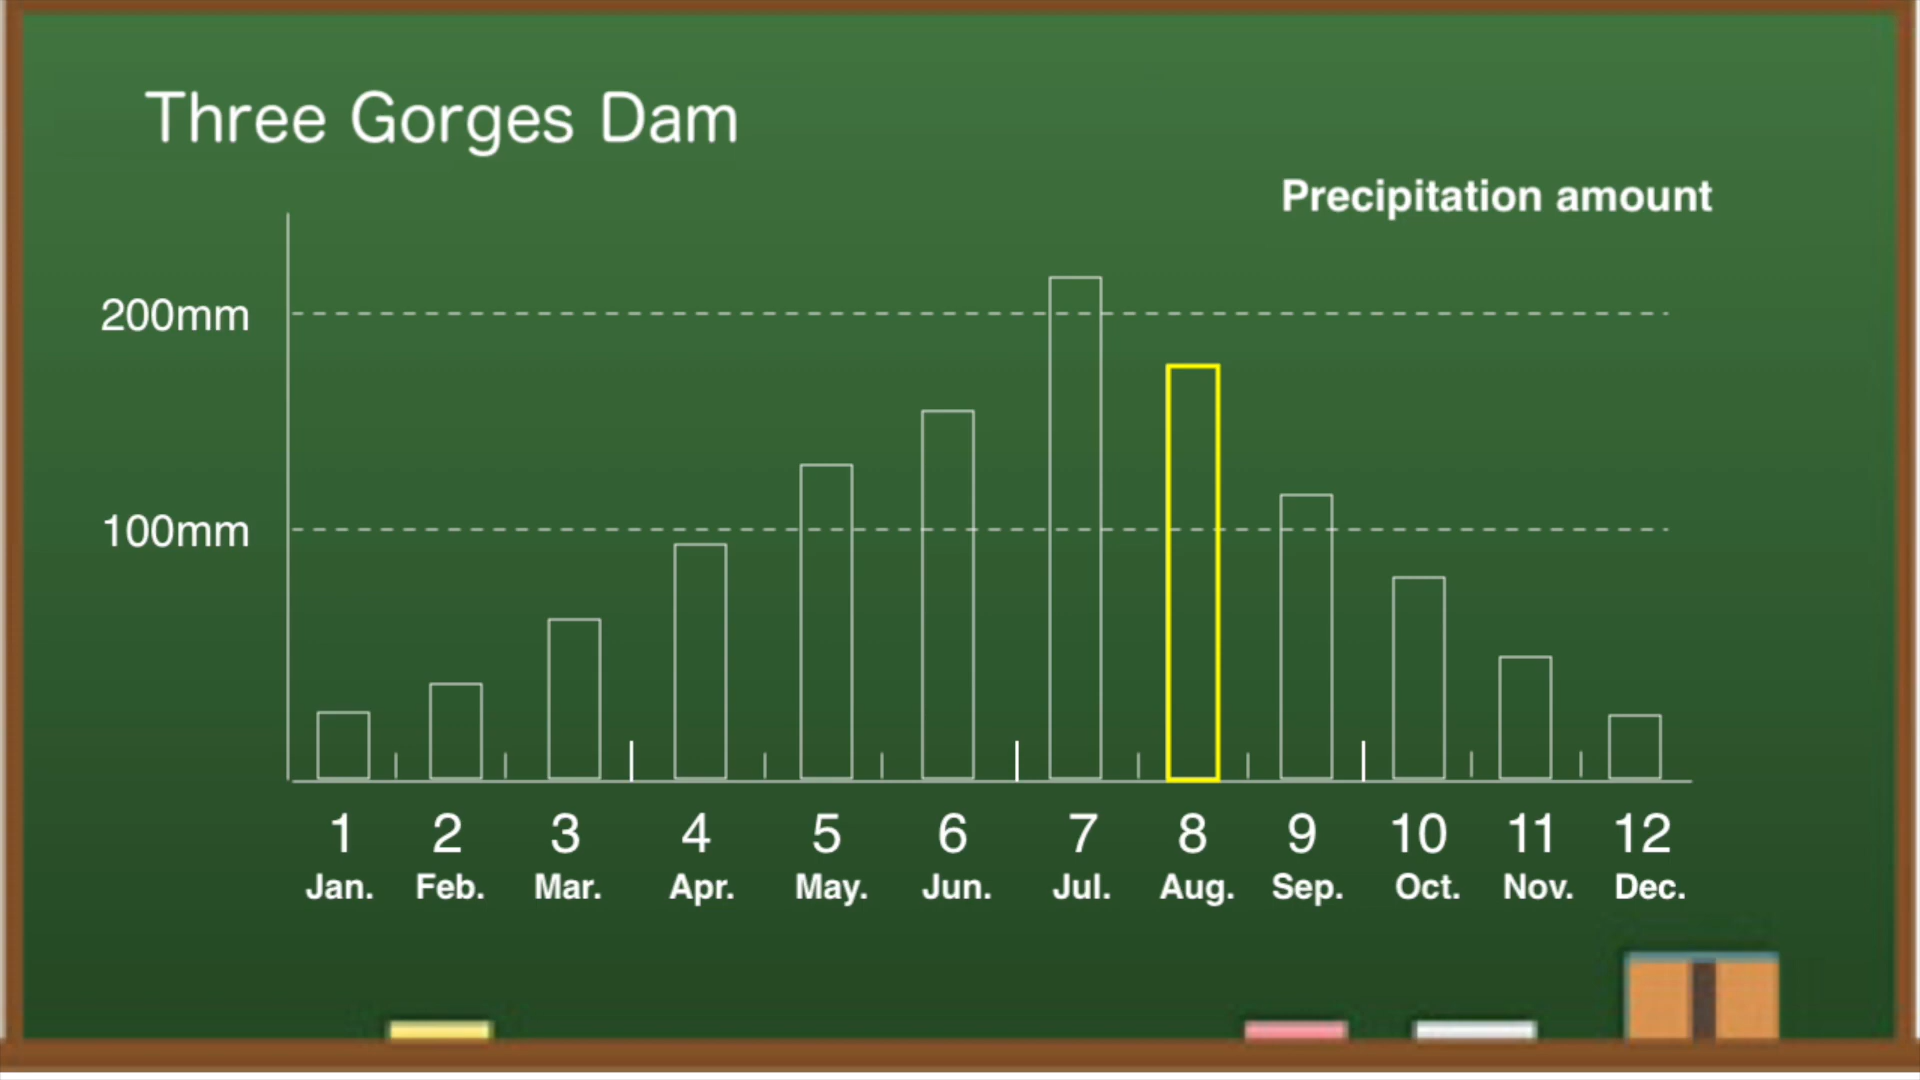 Three Gorges Dam
Precipitation amount
200mm
100mm
1 2 3 4 5 6 7 8 9 10 11 12
Jan. Feb. Mar. Apr. May. Jun. Jul. Aug. Sep. Oct. Nov. Dec.